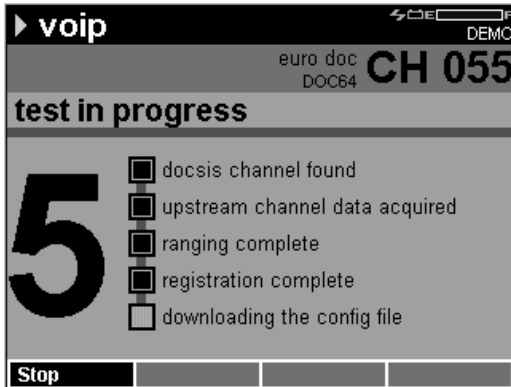 voip
E F
DEMO
euro doc
DOC64
CH 055
test in progress
5
docsis channel found
upstream channel data acquired
ranging complete
registration complete
downloading the config file
Stop